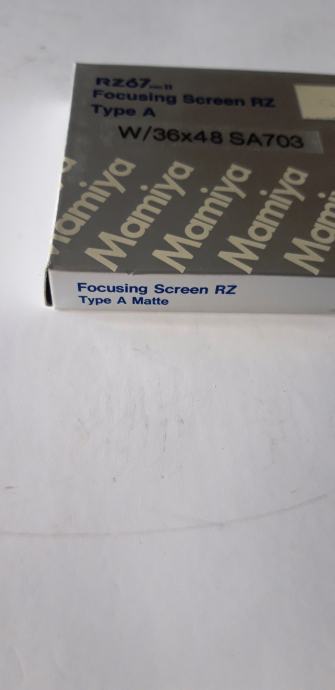 RZ67
Focusing Screen RZ
Type A
W/36x48 SA703
Mamiya
Mamiya
Mamiya
Mamiya
Mamiya
Focusing Screen RZ
Type A Matte